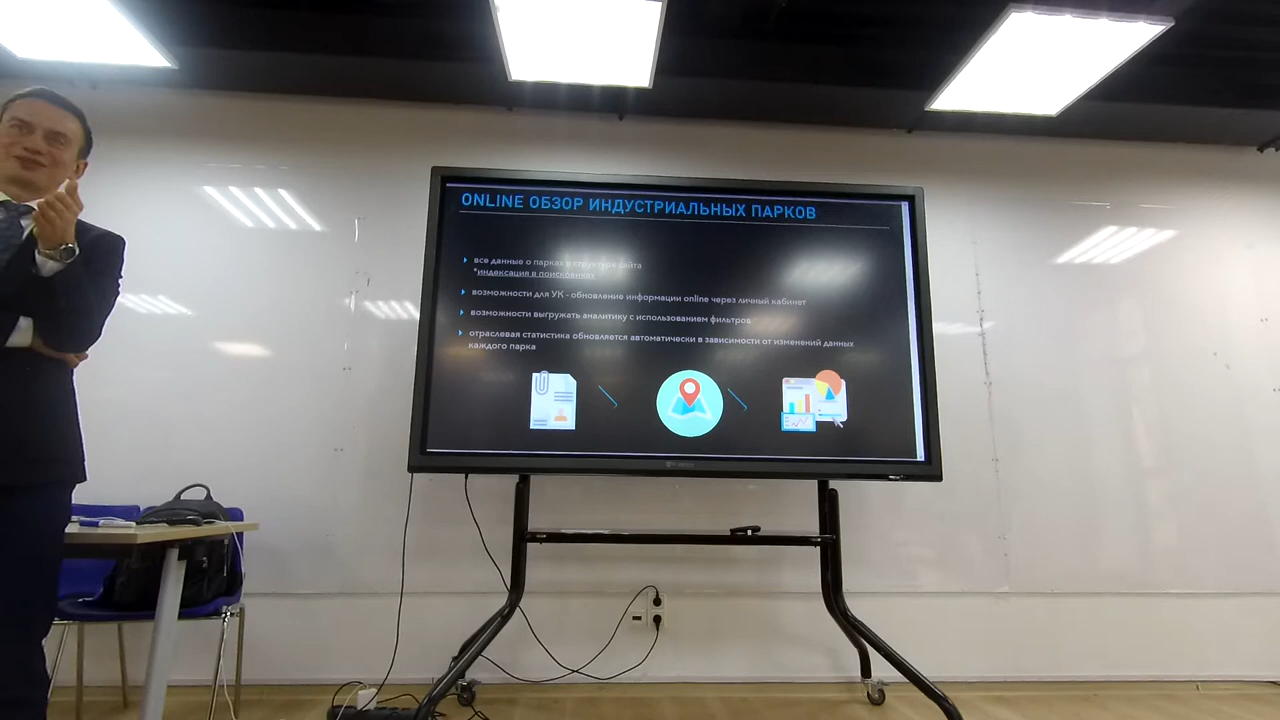 ONLINE ОБЗОР ИНДУСТРИАЛЬНЫХ ПАРКОВ
все данные о парках в структуре сайта
*индексация в поисковиках
возможности для УК - обновление информации online через личный кабинет
возможности выгружать аналитику с использованием фильтров
отраслевая статистика обновляется автоматически в зависимости от изменений данных
каждого парка